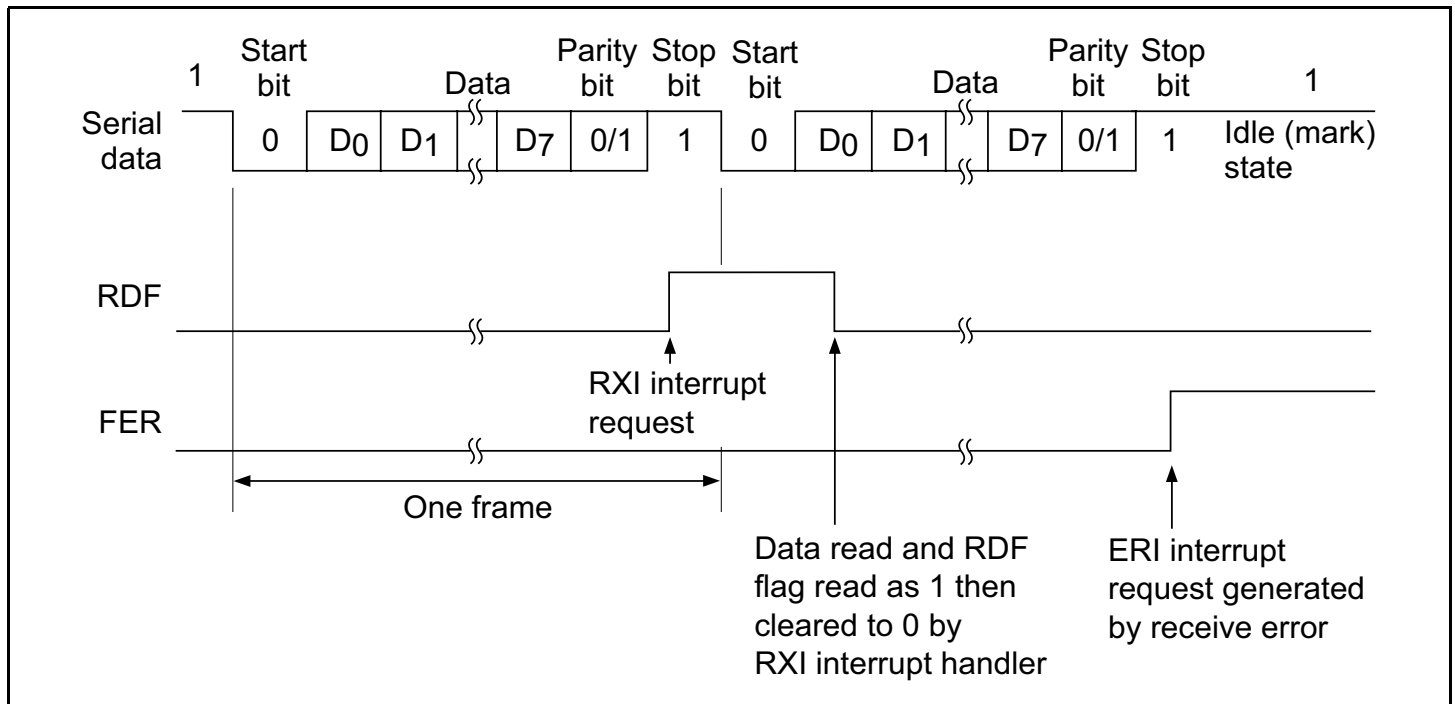 1 Start bit Data Parity bit Stop bit Start bit Data Parity bit Stop bit 1
Serial data 0 D0 D1 D7 0/1 1 0 D0 D1 D7 0/1 1 Idle (mark) state
RDF
RXI interrupt
request
FER
One frame
Data read and RDF
flag read as 1 then
cleared to 0 by
RXI interrupt handler
ERI interrupt
request generated
by receive error